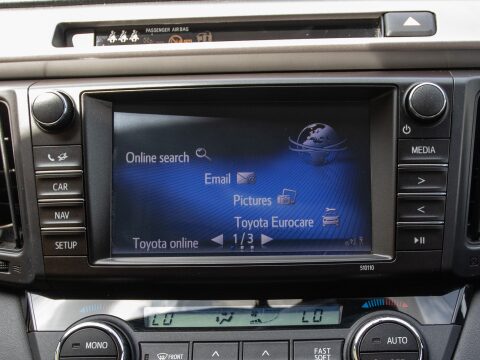 PASSENGER AIR BAG
Online search
Email
Pictures
Toyota Eurocare
Toyota online
1/3
MEDIA
CAR
NAV
SETUP
510110
LO
LO
MONO
AUTO
FRONT
FAST
SOFT